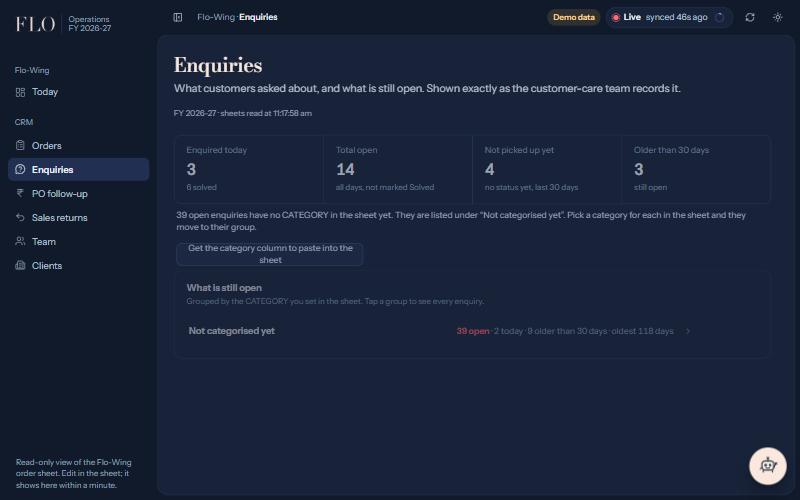 FLO
Operations
FY 2026-27
Flo-Wing
Today
CRM
Orders
Enquiries
PO follow-up
Sales returns
Team
Clients
Read-only view of the Flo-Wing
order sheet. Edit in the sheet; it
shows here within a minute.
Flo-Wing · Enquiries
Demo data
Live synced 46s ago
Enquiries
What customers asked about, and what is still open. Shown exactly as the customer-care team records it.
FY 2026-27 · sheets read at 11:17:58 am
Enquired today
3
6 solved
Total open
14
all days, not marked Solved
Not picked up yet
4
no status yet, last 30 days
Older than 30 days
3
still open
39 open enquiries have no CATEGORY in the sheet yet. They are listed under "Not categorised yet". Pick a category for each in the sheet and they
move to their group.
Get the category column to paste into the
sheet
What is still open
Grouped by the CATEGORY you set in the sheet. Tap a group to see every enquiry.
Not categorised yet
39 open · 2 today · 9 older than 30 days · oldest 118 days